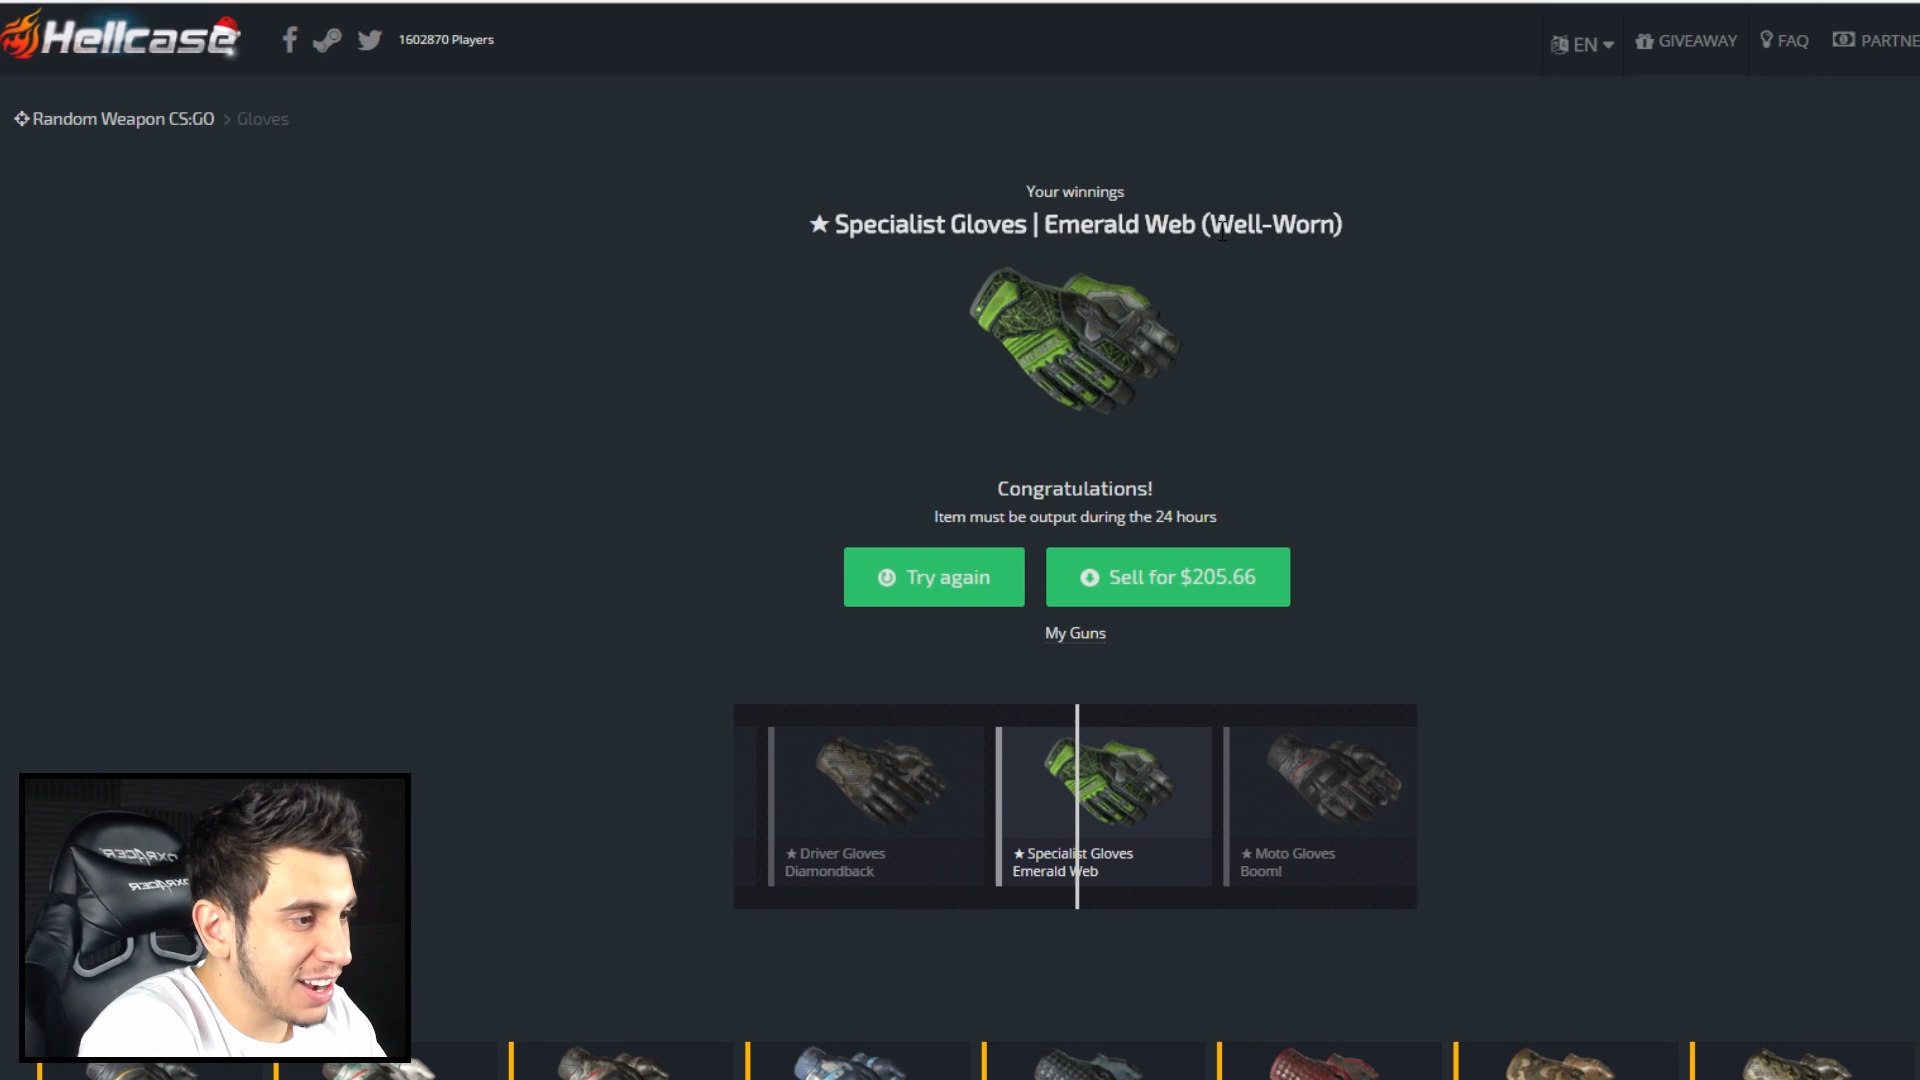 Hellcase
1602870 Players
EN
GIVEAWAY
FAQ
PARTNE
Random Weapon CS:GO > Gloves
Your winnings
★ Specialist Gloves | Emerald Web (Well-Worn)
Congratulations!
Item must be output during the 24 hours
Try again
Sell for $205.66
My Guns
★ Driver Gloves
Diamondback
★ Specialist Gloves
Emerald Web
★ Moto Gloves
Boom!